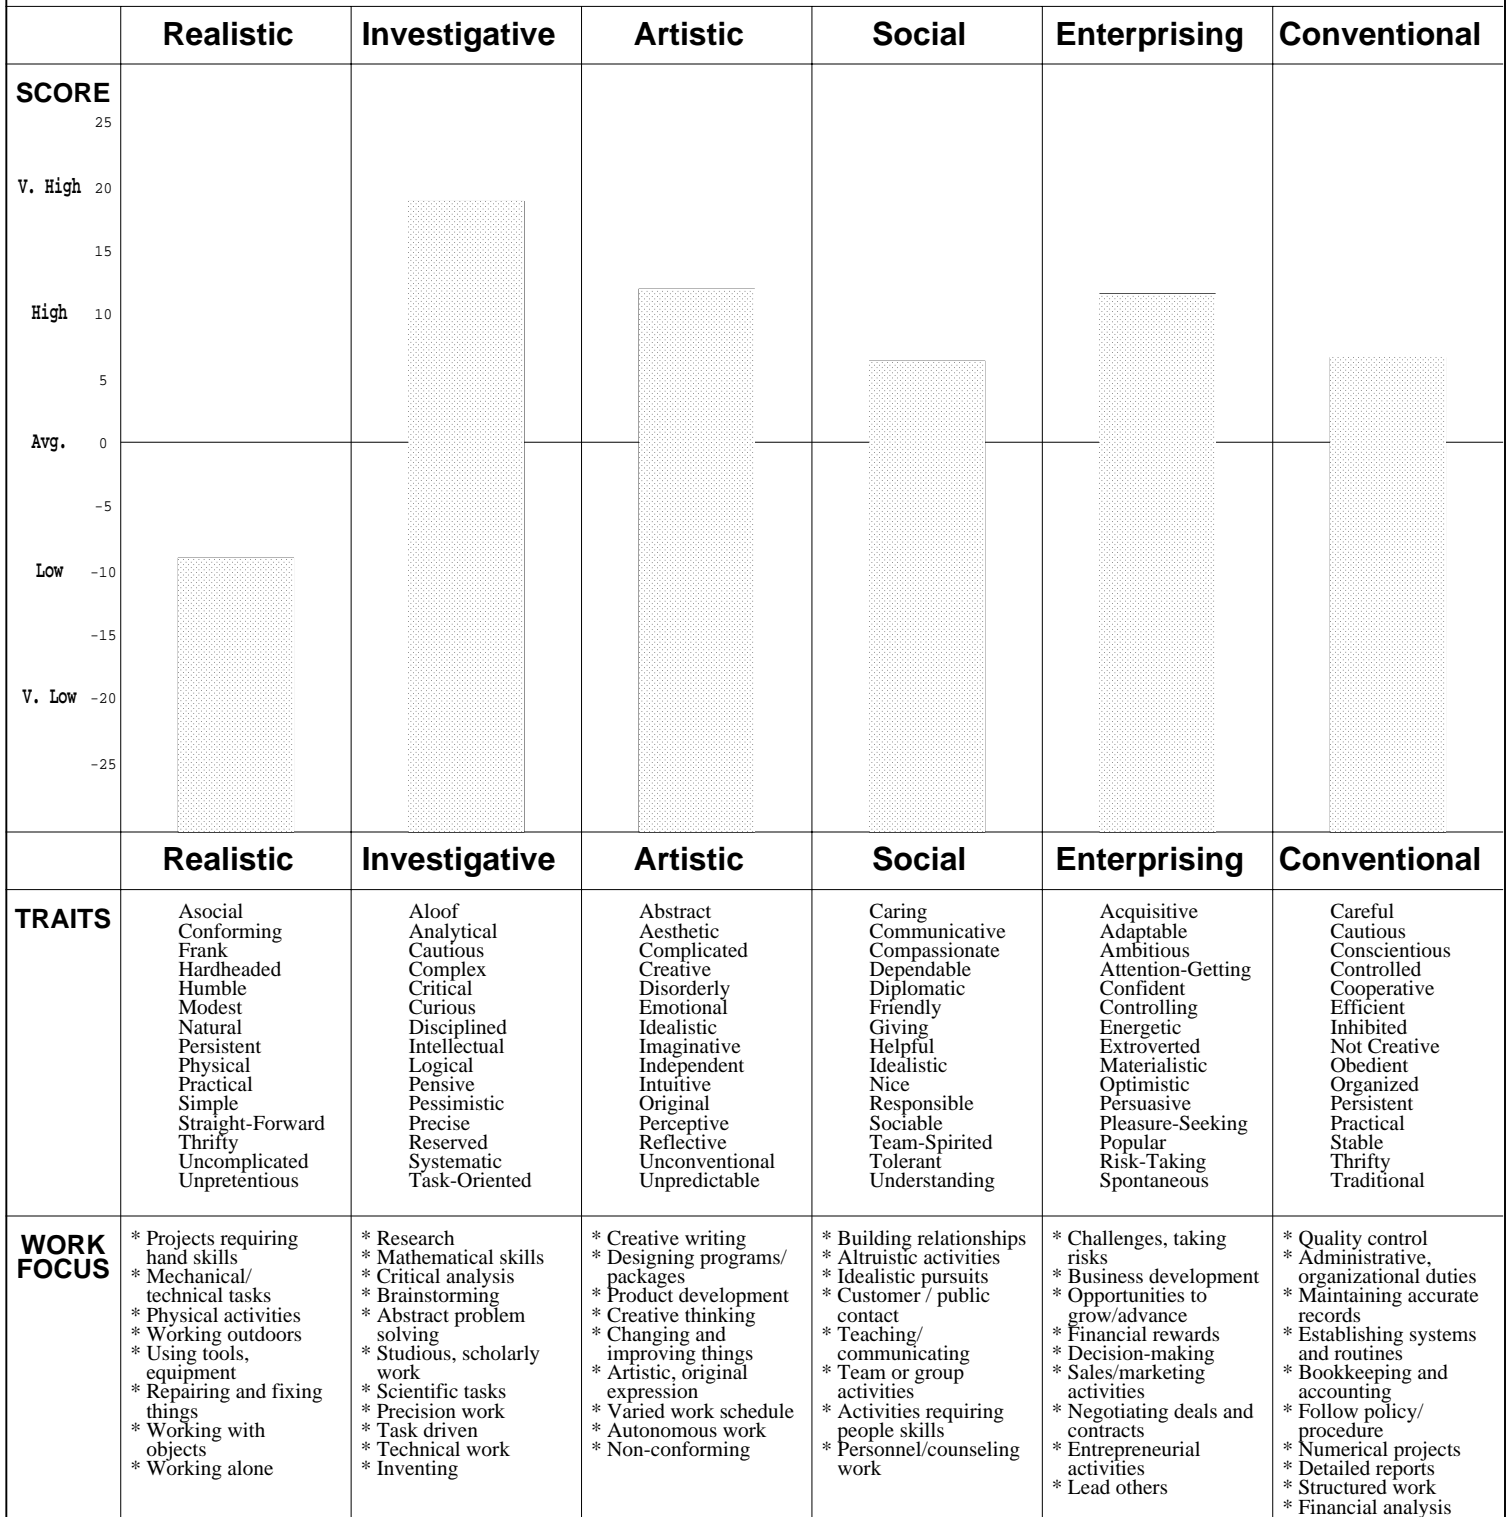 Realistic Investigative Artistic Social Enterprising Conventional
SCORE
25
V. High 20
15
High 10
5
Avg. 0
-5
Low -10
-15
V. Low -20
-25
Realistic Investigative Artistic Social Enterprising Conventional
TRAITS
Asocial
Conforming
Frank
Hardheaded
Humble
Modest
Natural
Persistent
Physical
Practical
Simple
Straight-Forward
Thrifty
Uncomplicated
Unpretentious
Aloof
Analytical
Cautious
Complex
Critical
Curious
Disciplined
Intellectual
Logical
Pensive
Pessimistic
Precise
Reserved
Systematic
Task-Oriented
Abstract
Aesthetic
Complicated
Creative
Disorderly
Emotional
Idealistic
Imaginative
Independent
Intuitive
Original
Perceptive
Reflective
Unconventional
Unpredictable
Caring
Communicative
Compassionate
Dependable
Diplomatic
Friendly
Giving
Helpful
Idealistic
Nice
Responsible
Sociable
Team-Spirited
Tolerant
Understanding
Acquisitive
Adaptable
Ambitious
Attention-Getting
Confident
Controlling
Energetic
Extroverted
Materialistic
Optimistic
Persuasive
Pleasure-Seeking
Popular
Risk-Taking
Spontaneous
Careful
Cautious
Conscientious
Controlled
Cooperative
Efficient
Inhibited
Not Creative
Obedient
Organized
Persistent
Practical
Stable
Thrifty
Traditional
WORK
FOCUS
* Projects requiring
hand skills
* Mechanical/
technical tasks
* Physical activities
* Working outdoors
* Using tools,
equipment
* Repairing and fixing
things
* Working with
objects
* Working alone
* Research
* Mathematical skills
* Critical analysis
* Brainstorming
* Abstract problem
solving
* Studious, scholarly
work
* Scientific tasks
* Precision work
* Task driven
* Technical work
* Inventing
* Creative writing
* Designing programs/
packages
* Product development
* Creative thinking
* Changing and
improving things
* Artistic, original
expression
* Varied work schedule
* Autonomous work
* Non-conforming
* Building relationships
* Altruistic activities
* Idealistic pursuits
* Customer / public
contact
* Teaching/
communicating
* Team or group
activities
* Activities requiring
people skills
* Personnel/counseling
work
* Challenges, taking
risks
* Business development
* Opportunities to
grow/advance
* Financial rewards
* Decision-making
* Sales/marketing
activities
* Negotiating deals and
contracts
* Entrepreneurial
activities
* Lead others
* Quality control
* Administrative,
organizational duties
* Maintaining accurate
records
* Establishing systems
and routines
* Bookkeeping and
accounting
* Follow policy/
procedure
* Numerical projects
* Detailed reports
* Structured work
* Financial analysis